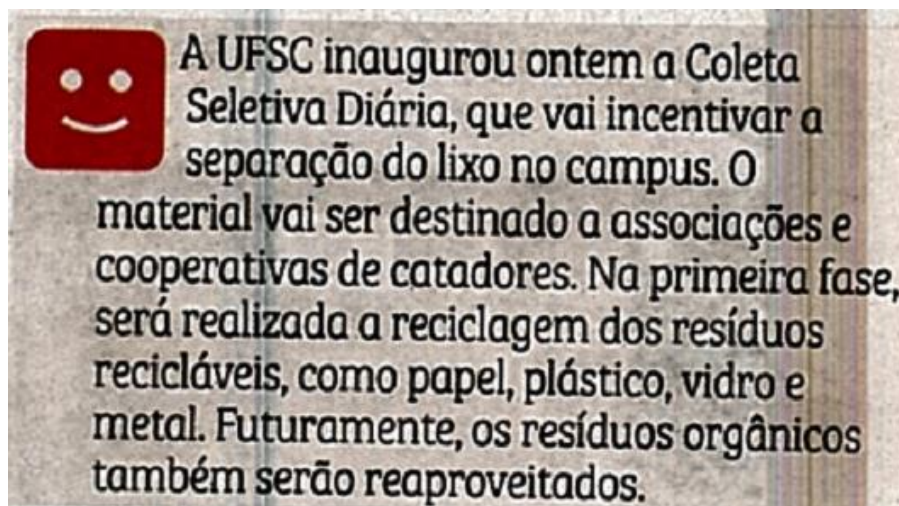 A UFSC inaugurou ontem a Coleta
Seletiva Diária, que vai incentivar a
separação do lixo no campus. O
material vai ser destinado a associações e
cooperativas de catadores. Na primeira fase,
será realizada a reciclagem dos resíduos
recicláveis, como papel, plástico, vidro e
metal. Futuramente, os resíduos orgânicos
também serão reaproveitados.